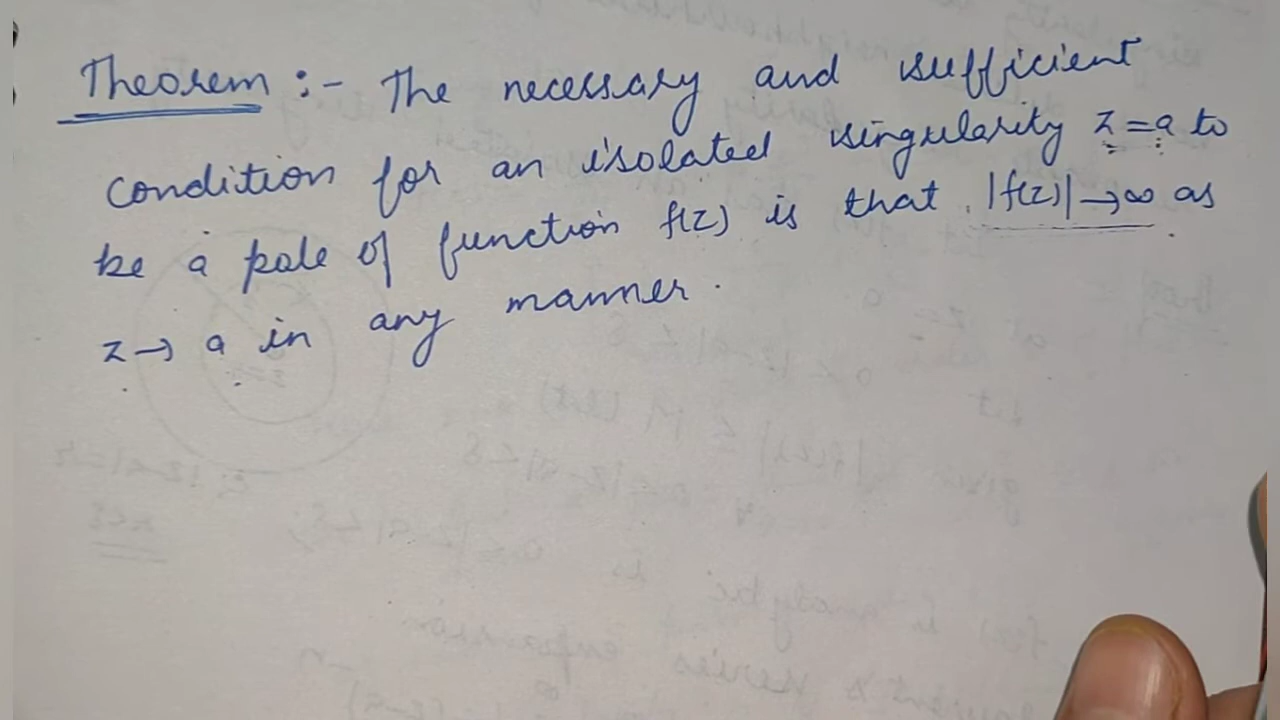 Theorem :- The necessary and sufficient
condition for an isolated singularity z=a to
be a pole of function f(z) is that |f(z)|→∞ as
z→ a in any manner.